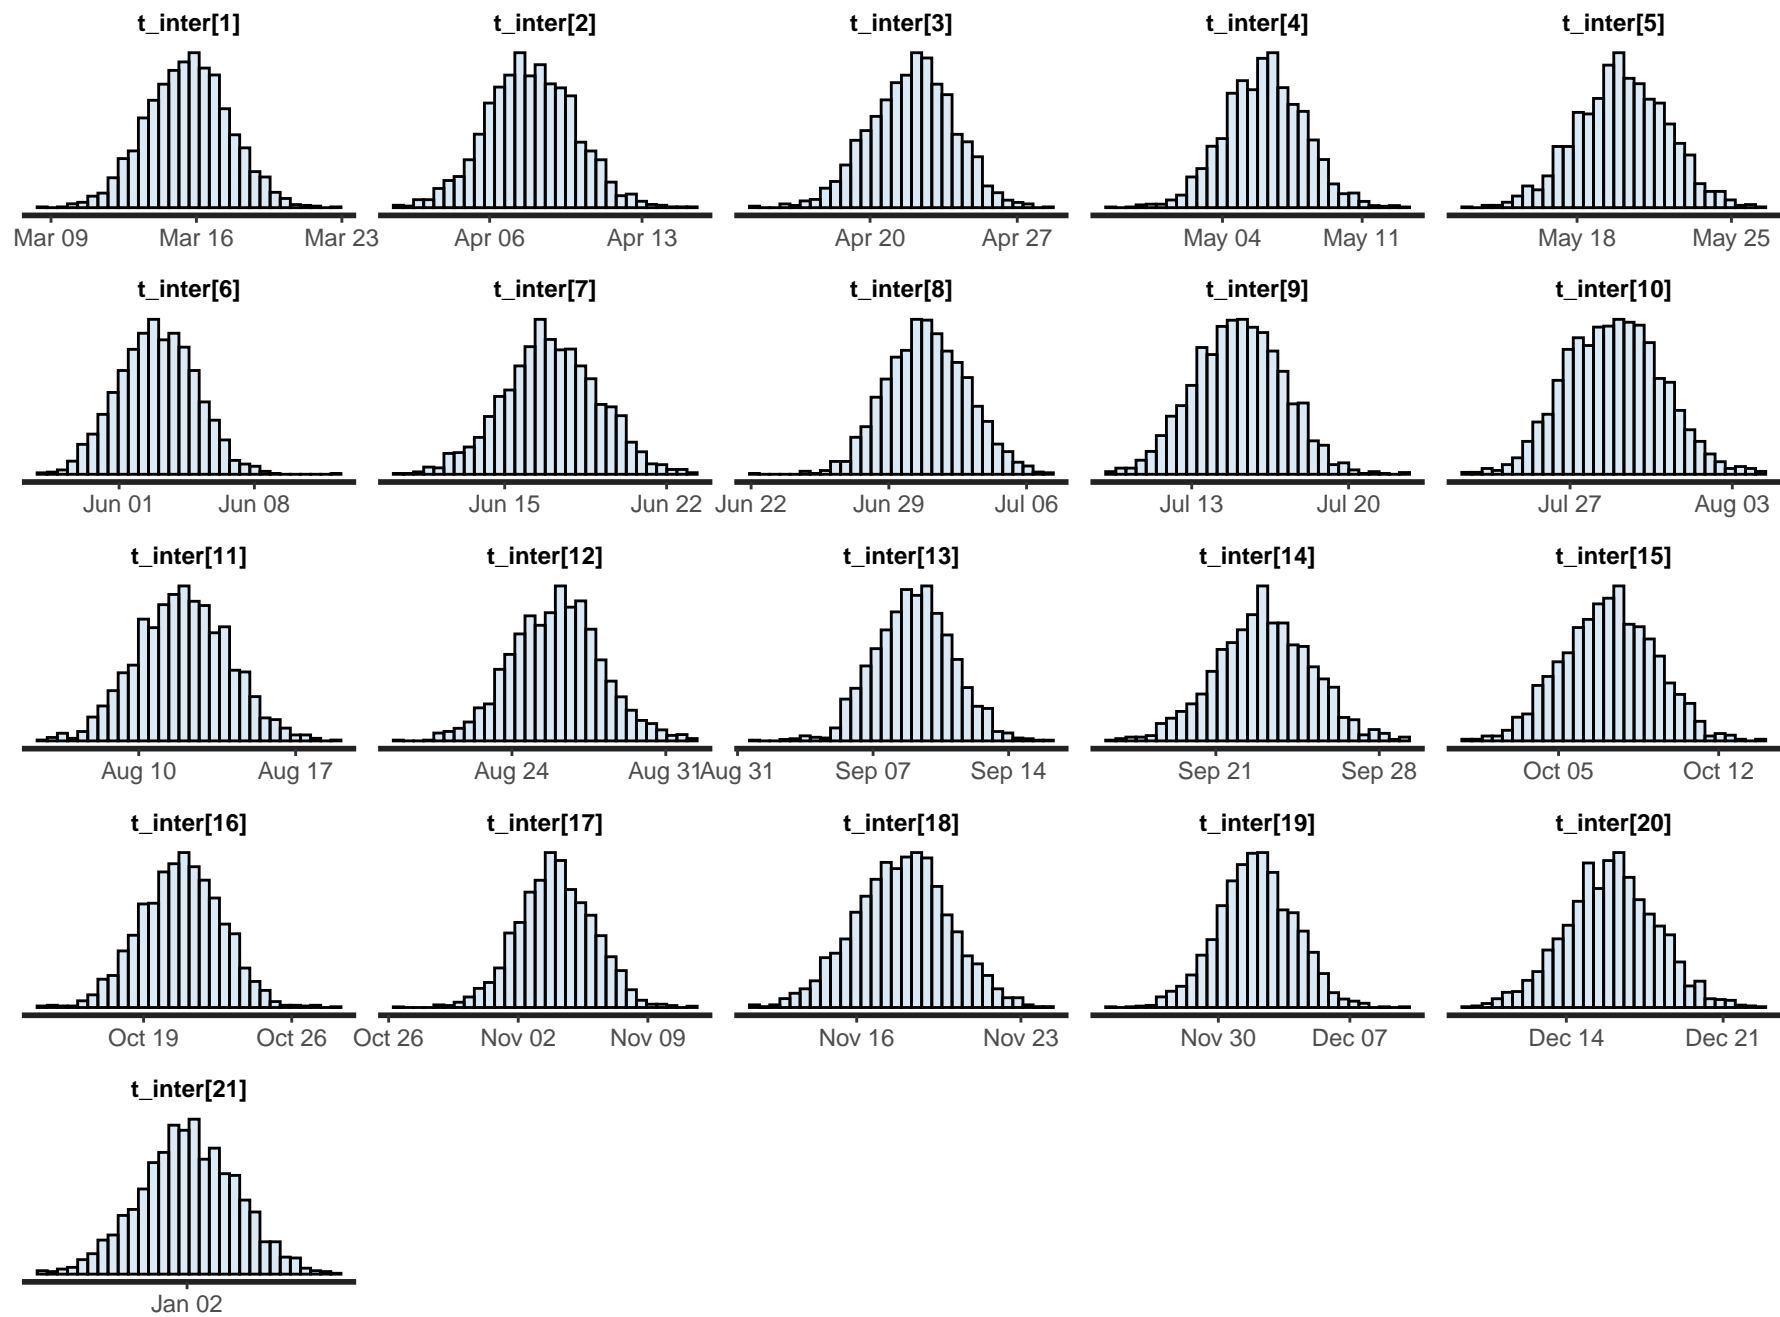 t_inter[1] t_inter[2] t_inter[3] t_inter[4] t_inter[5]
Mar 09 Mar 16 Mar 23 Apr 06 Apr 13 Apr 20 Apr 27 May 04 May 11 May 18 May 25
t_inter[6] t_inter[7] t_inter[8] t_inter[9] t_inter[10]
Jun 01 Jun 08 Jun 15 Jun 22 Jun 22 Jun 29 Jul 06 Jul 13 Jul 20 Jul 27 Aug 03
t_inter[11] t_inter[12] t_inter[13] t_inter[14] t_inter[15]
Aug 10 Aug 17 Aug 24 Aug 31 Aug 31 Sep 07 Sep 14 Sep 21 Sep 28 Oct 05 Oct 12
t_inter[16] t_inter[17] t_inter[18] t_inter[19] t_inter[20]
Oct 19 Oct 26 Oct 26 Nov 02 Nov 09 Nov 16 Nov 23 Nov 30 Dec 07 Dec 14 Dec 21
t_inter[21]
Jan 02